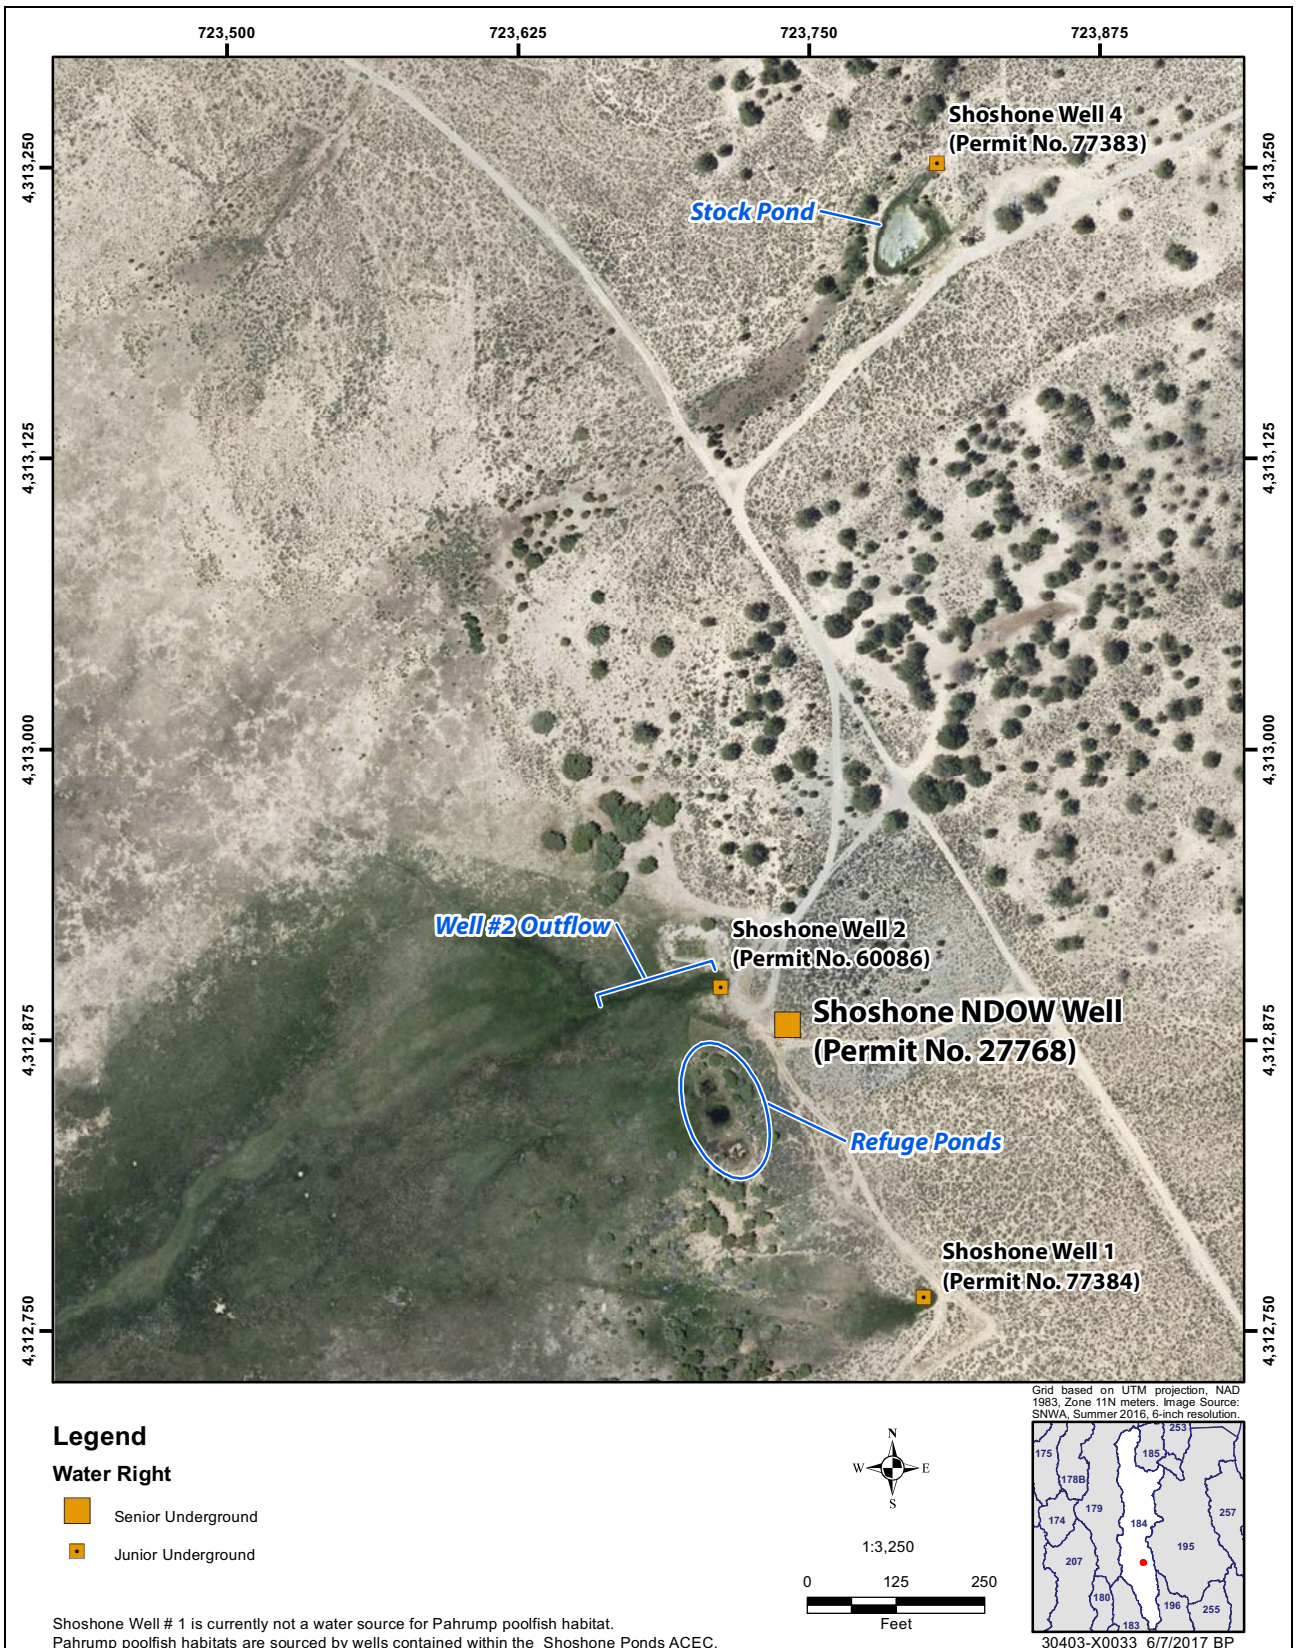 723,500 723,625 723,750 723,875
4,313,250 4,313,250
4,313,125 4,313,125
4,313,000 4,313,000
4,312,875 4,312,875
4,312,750 4,312,750
Shoshone Well 4
(Permit No. 77383)
Stock Pond
Well #2 Outflow
Shoshone Well 2
(Permit No. 60086)
Shoshone NDOW Well
(Permit No. 27768)
Refuge Ponds
Shoshone Well 1
(Permit No. 77384)
Grid based on UTM projection, NAD
1983, Zone 11N meters. Image Source:
SNWA, Summer 2016, 6-inch resolution.
Legend
Water Right
Senior Underground
Junior Underground
N
W E
S
1:3,250
0 125 250
Feet
253
175 185
178B
179
174 184 257
195
207
180 196 255
183
Shoshone Well # 1 is currently not a water source for Pahrump poolfish habitat.
Pahrump poolfish habitats are sourced by wells contained within the Shoshone Ponds ACEC.
30403-X0033 6/7/2017 BP